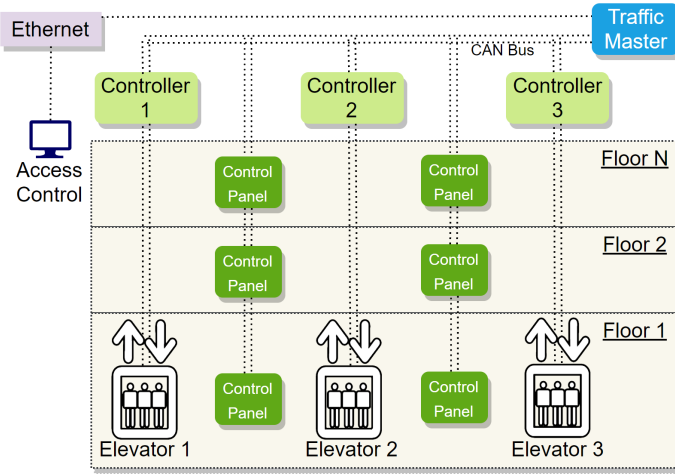 Ethernet
Traffic
Master
CAN Bus
Controller
1
Controller
2
Controller
3
Access
Control
Floor N
Control
Panel
Control
Panel
Floor 2
Control
Panel
Control
Panel
Floor 1
Control
Panel
Control
Panel
Elevator 1
Elevator 2
Elevator 3